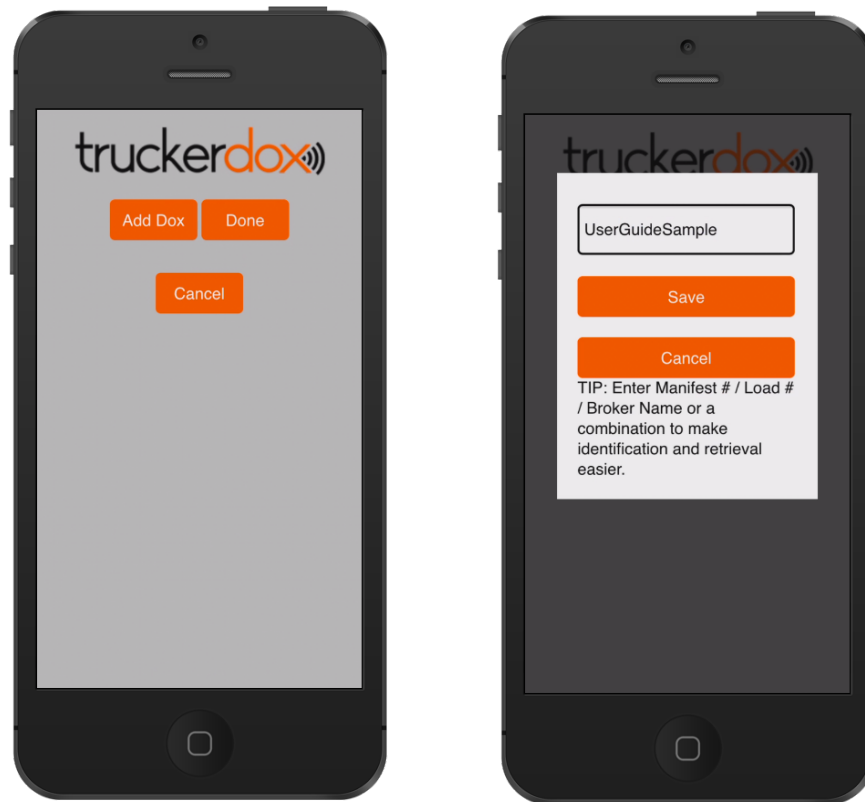 truckerdox
Add Dox Done
Cancel
truckerdox
UserGuideSample
Save
Cancel
TIP: Enter Manifest # / Load #
/ Broker Name or a
combination to make
identification and retrieval
easier.